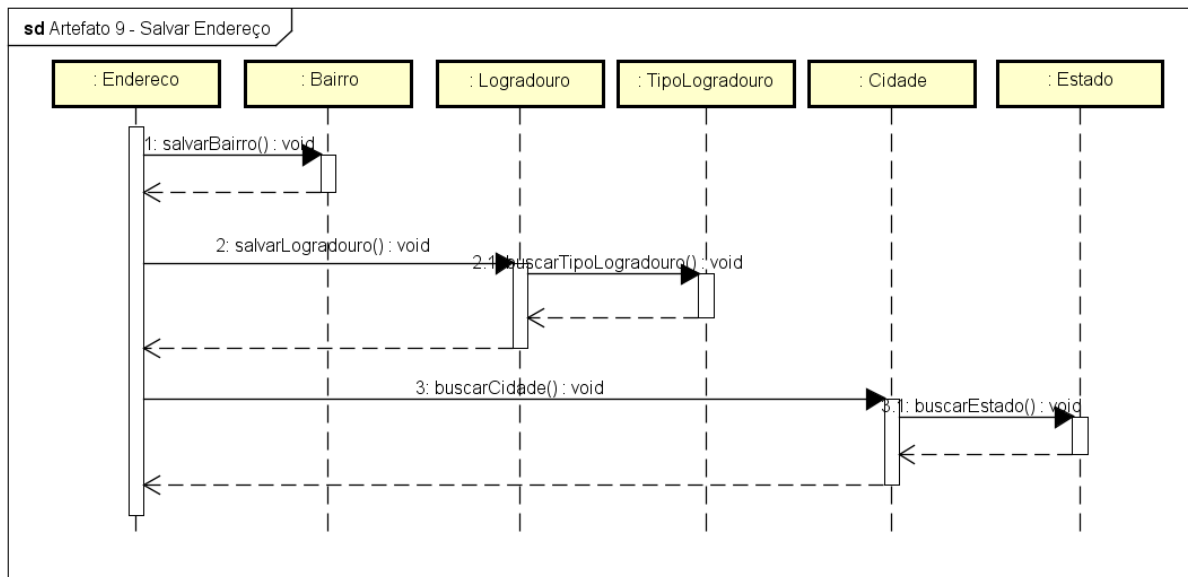 sd Artefato 9 - Salvar Endereço
: Endereco
: Bairro
: Logradouro
: TipoLogradouro
: Cidade
: Estado
1: salvarBairro() : void
2: salvarLogradouro() : void
2.1: buscarTipoLogradouro() : void
3: buscarCidade() : void
3.1: buscarEstado() : void